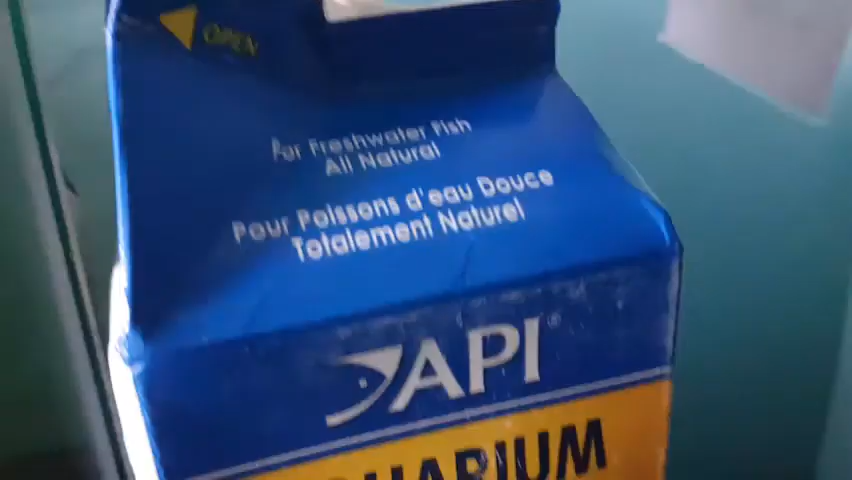 OPEN
For Freshwater Fish
All Natural
Pour Poissons d'eau Douce
Totalement Naturel
API®